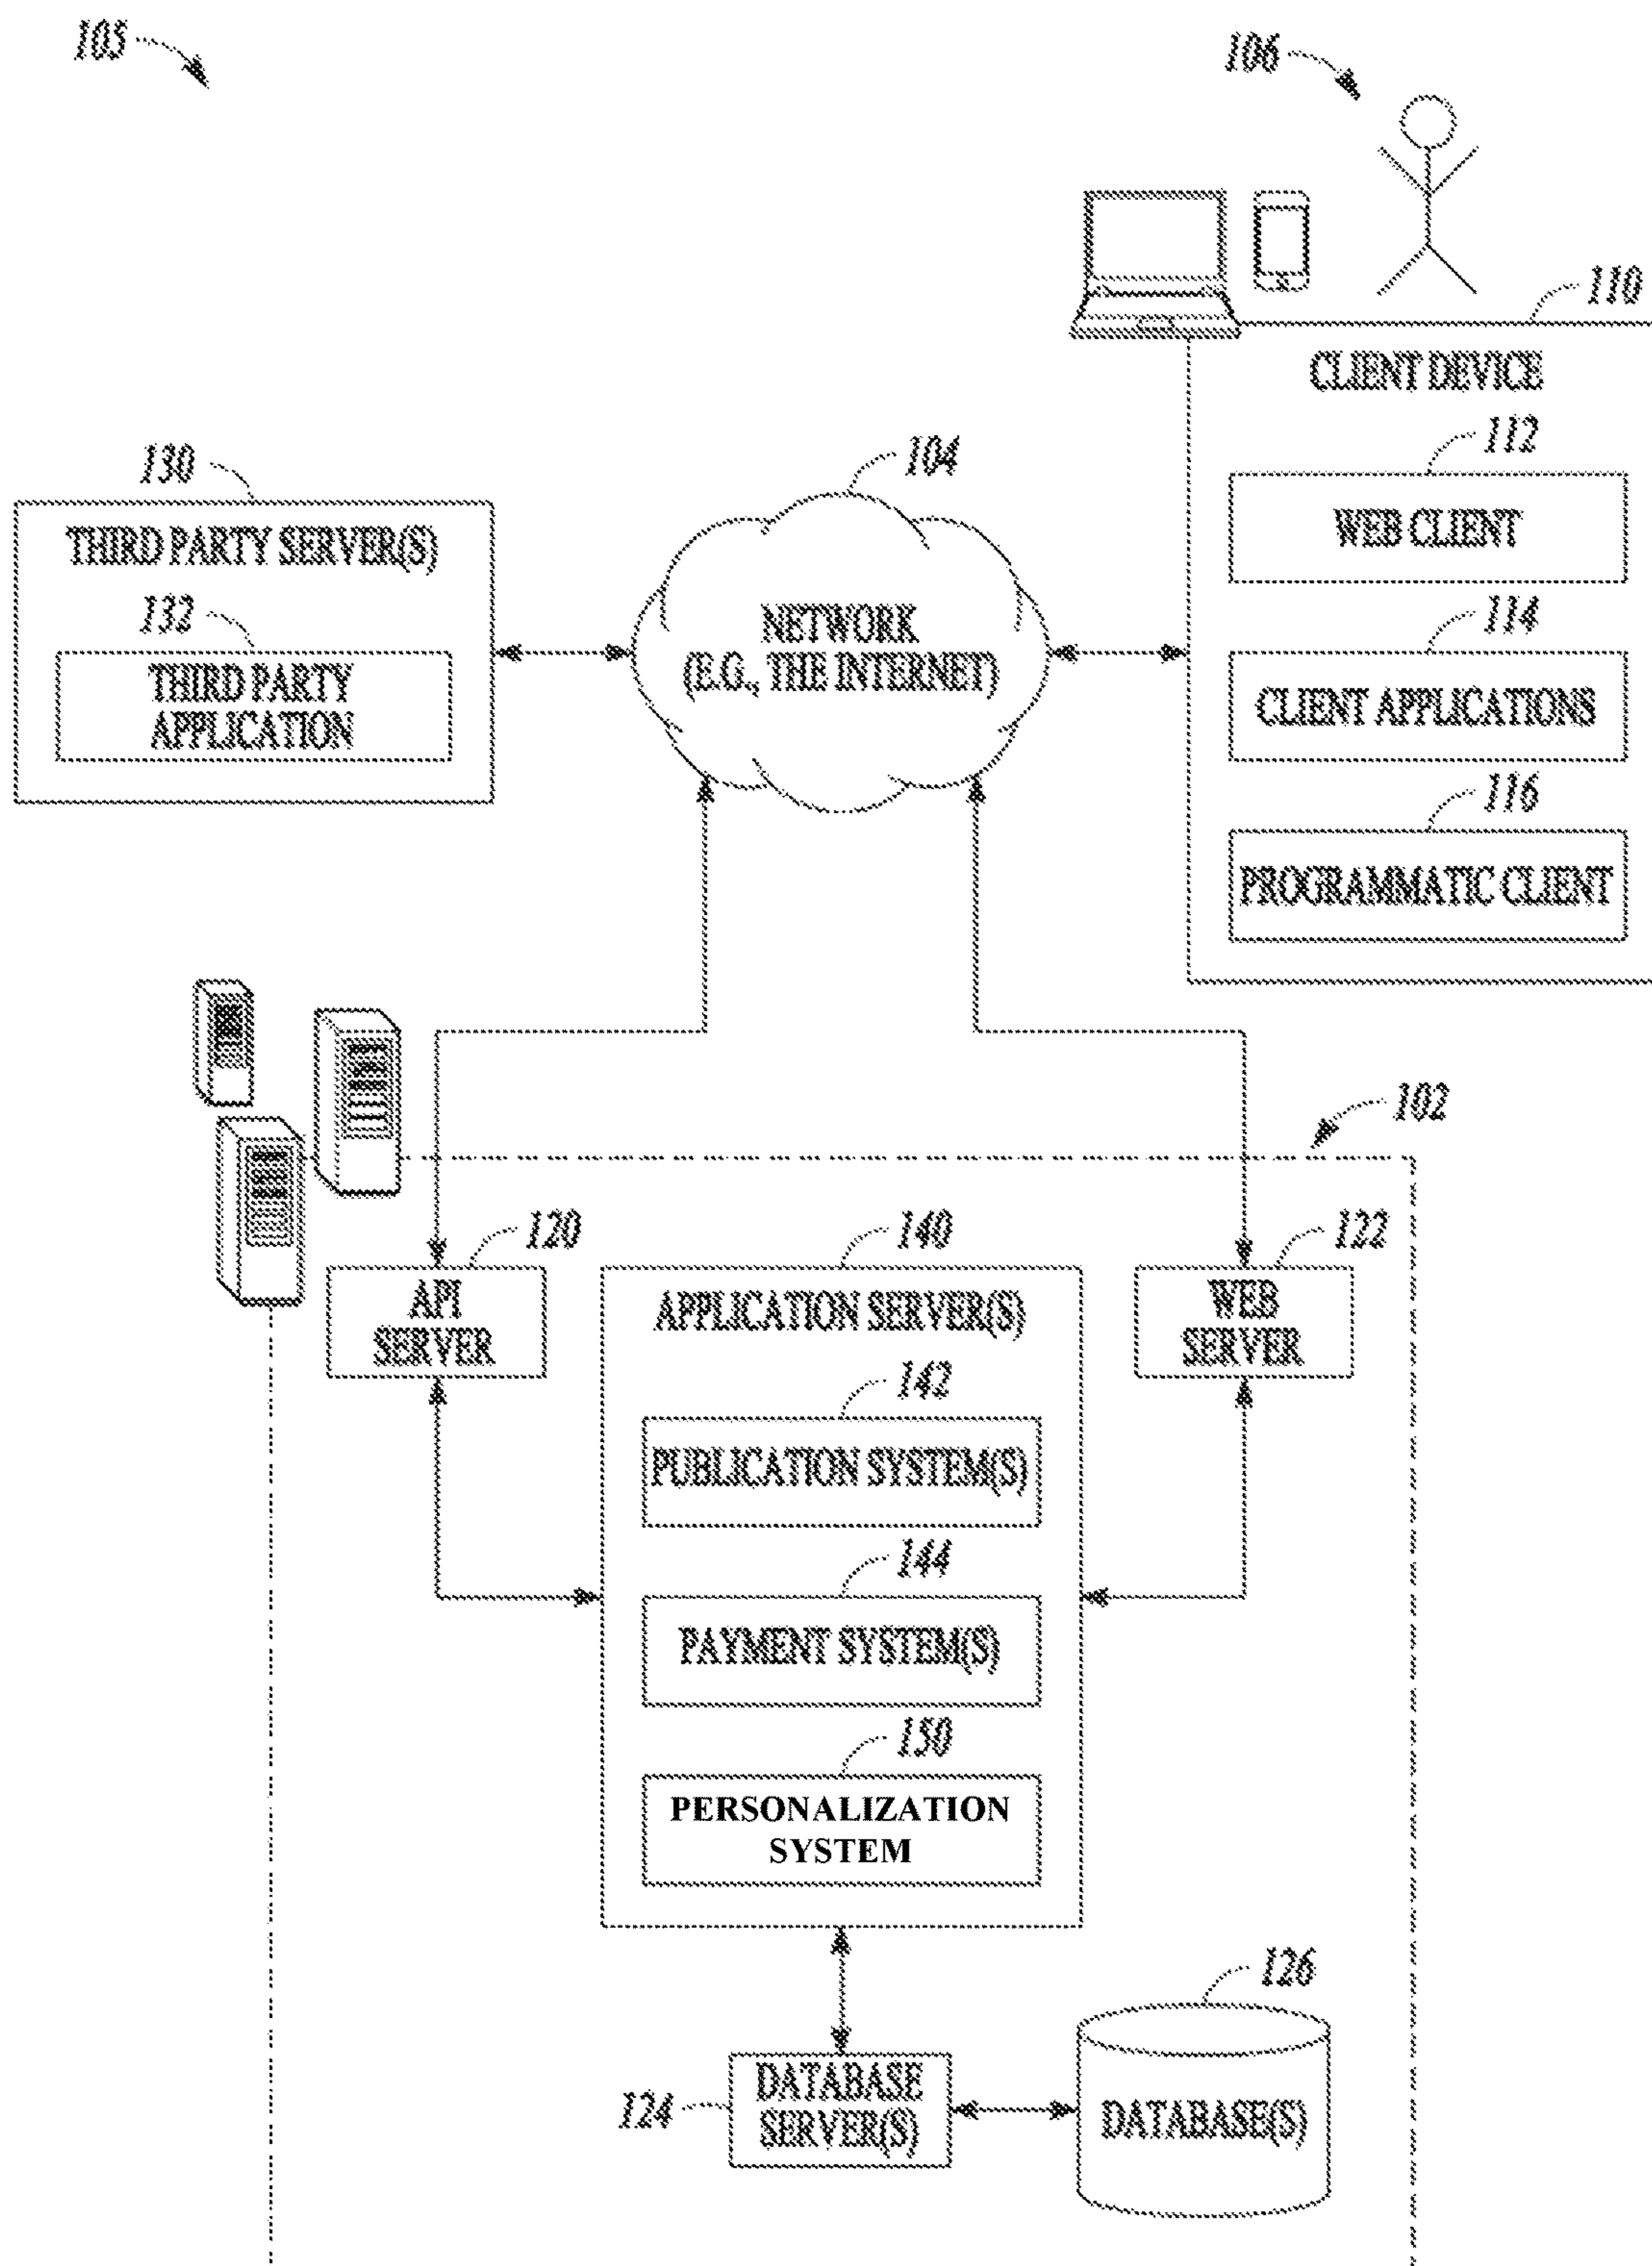 105
106
110
CLIENT DEVICE
112
WEB CLIENT
114
CLIENT APPLICATIONS
116
PROGRAMMATIC CLIENT
130
THIRD PARTY SERVER(S)
132
THIRD PARTY
APPLICATION
104
NETWORK
(E.G., THE INTERNET)
102
120
API
SERVER
140
APPLICATION SERVER(S)
142
PUBLICATION SYSTEM(S)
144
PAYMENT SYSTEM(S)
150
PERSONALIZATION
SYSTEM
122
WEB
SERVER
124
DATABASE
SERVER(S)
126
DATABASE(S)